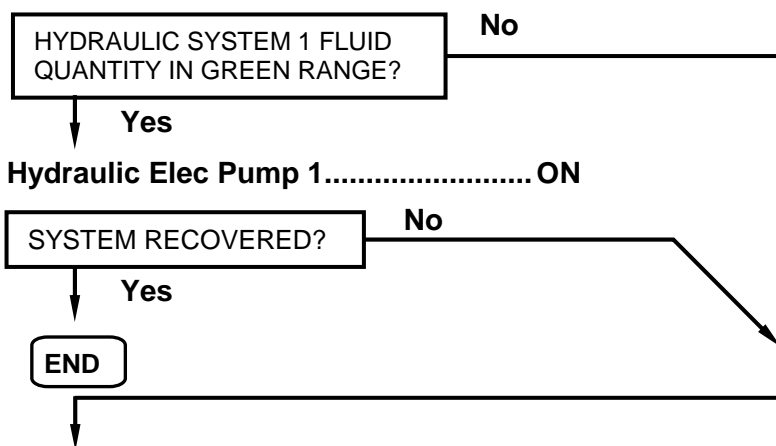 HYDRAULIC SYSTEM 1 FLUID
QUANTITY IN GREEN RANGE?
No
Yes
Hydraulic Elec Pump 1......................... ON
SYSTEM RECOVERED?
No
Yes
END